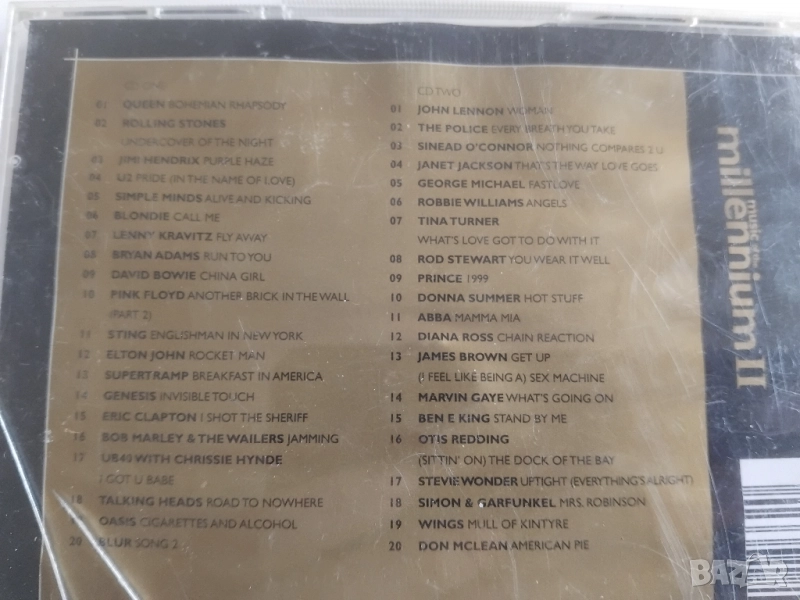 CD ONE
01 QUEEN BOHEMIAN RHAPSODY
02 ROLLING STONES
UNDERCOVER OF THE NIGHT
03 JIMI HENDRIX PURPLE HAZE
04 U2 PRIDE (IN THE NAME OF LOVE)
05 SIMPLE MINDS ALIVE AND KICKING
06 BLONDIE CALL ME
07 LENNY KRAVITZ FLY AWAY
08 BRYAN ADAMS RUN TO YOU
09 DAVID BOWIE CHINA GIRL
10 PINK FLOYD ANOTHER BRICK IN THE WALL
(PART 2)
11 STING ENGLISHMAN IN NEW YORK
12 ELTON JOHN ROCKET MAN
13 SUPERTRAMP BREAKFAST IN AMERICA
14 GENESIS INVISIBLE TOUCH
15 ERIC CLAPTON I SHOT THE SHERIFF
16 BOB MARLEY & THE WAILERS JAMMING
17 UB40 WITH CHRISSIE HYNDE
I GOT U BABE
18 TALKING HEADS ROAD TO NOWHERE
19 OASIS CIGARETTES AND ALCOHOL
20 BLUR SONG 2
CD TWO
01 JOHN LENNON WOMAN
02 THE POLICE EVERY BREATH YOU TAKE
03 SINEAD O'CONNOR NOTHING COMPARES 2 U
04 JANET JACKSON THAT'S THE WAY LOVE GOES
05 GEORGE MICHAEL FASTLOVE
06 ROBBIE WILLIAMS ANGELS
07 TINA TURNER
WHAT'S LOVE GOT TO DO WITH IT
08 ROD STEWART YOU WEAR IT WELL
09 PRINCE 1999
10 DONNA SUMMER HOT STUFF
11 ABBA MAMMA MIA
12 DIANA ROSS CHAIN REACTION
13 JAMES BROWN GET UP
(I FEEL LIKE BEING A) SEX MACHINE
14 MARVIN GAYE WHAT'S GOING ON
15 BEN E KING STAND BY ME
16 OTIS REDDING
(SITTIN' ON) THE DOCK OF THE BAY
17 STEVIE WONDER UPTIGHT (EVERYTHING'S ALRIGHT)
18 SIMON & GARFUNKEL MRS. ROBINSON
19 WINGS MULL OF KINTYRE
20 DON MCLEAN AMERICAN PIE
music of the
millennium II
BAZAR